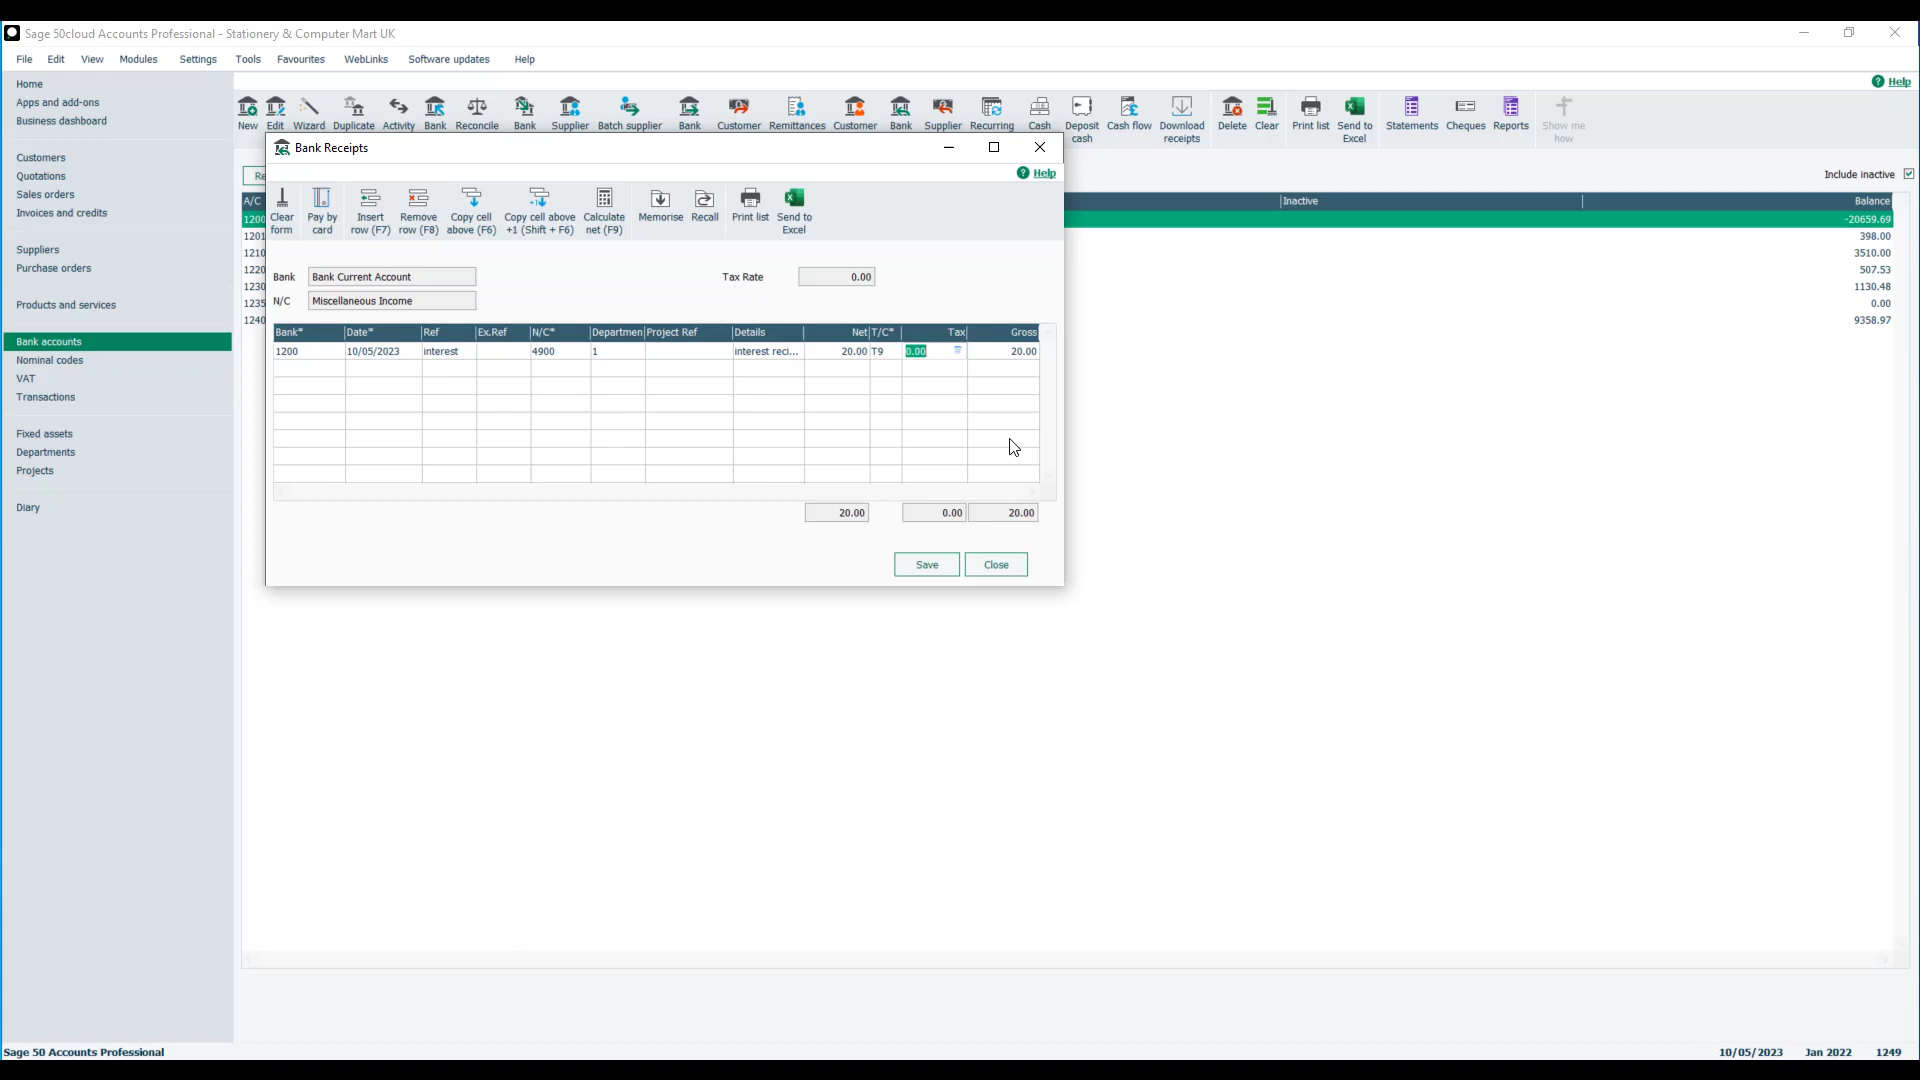 Sage 50cloud Accounts Professional - Stationery & Computer Mart UK
File Edit View Modules Settings Tools Favourites WebLinks Software updates Help
Help
Home
Apps and add-ons
Business dashboard
Customers
Quotations
Sales orders
Invoices and credits
Suppliers
Purchase orders
Products and services
Bank accounts
Nominal codes
VAT
Transactions
Fixed assets
Departments
Projects
Diary
New Edit Wizard Duplicate Activity Bank Reconcile Bank Supplier Batch supplier Bank Customer Remittances Customer Bank Supplier Recurring Cash Deposit Cash flow Download Delete Clear Print list Send to Statements Cheques Reports Show me
cash receipts Excel how
Re
Include inactive
A/C Inactive Balance
1200 -20659.69
1201 398.00
1210 3510.00
1220 507.53
1230 1130.48
1235 0.00
1240 9358.97
Bank Receipts
Help
Clear Pay by Insert Remove Copy cell Copy cell above Calculate Memorise Recall Print list Send to
form card row (F7) row (F8) above (F6) +1 (Shift + F6) net (F9) Excel
Bank Bank Current Account Tax Rate 0.00
N/C Miscellaneous Income
Bank* Date* Ref Ex.Ref N/C* Departmen Project Ref Details Net T/C* Tax Gross
1200 10/05/2023 interest 4900 1 interest reci... 20.00 T9 0.00 20.00
20.00 0.00 20.00
Save Close
Sage 50 Accounts Professional 10/05/2023 Jan 2022 1249